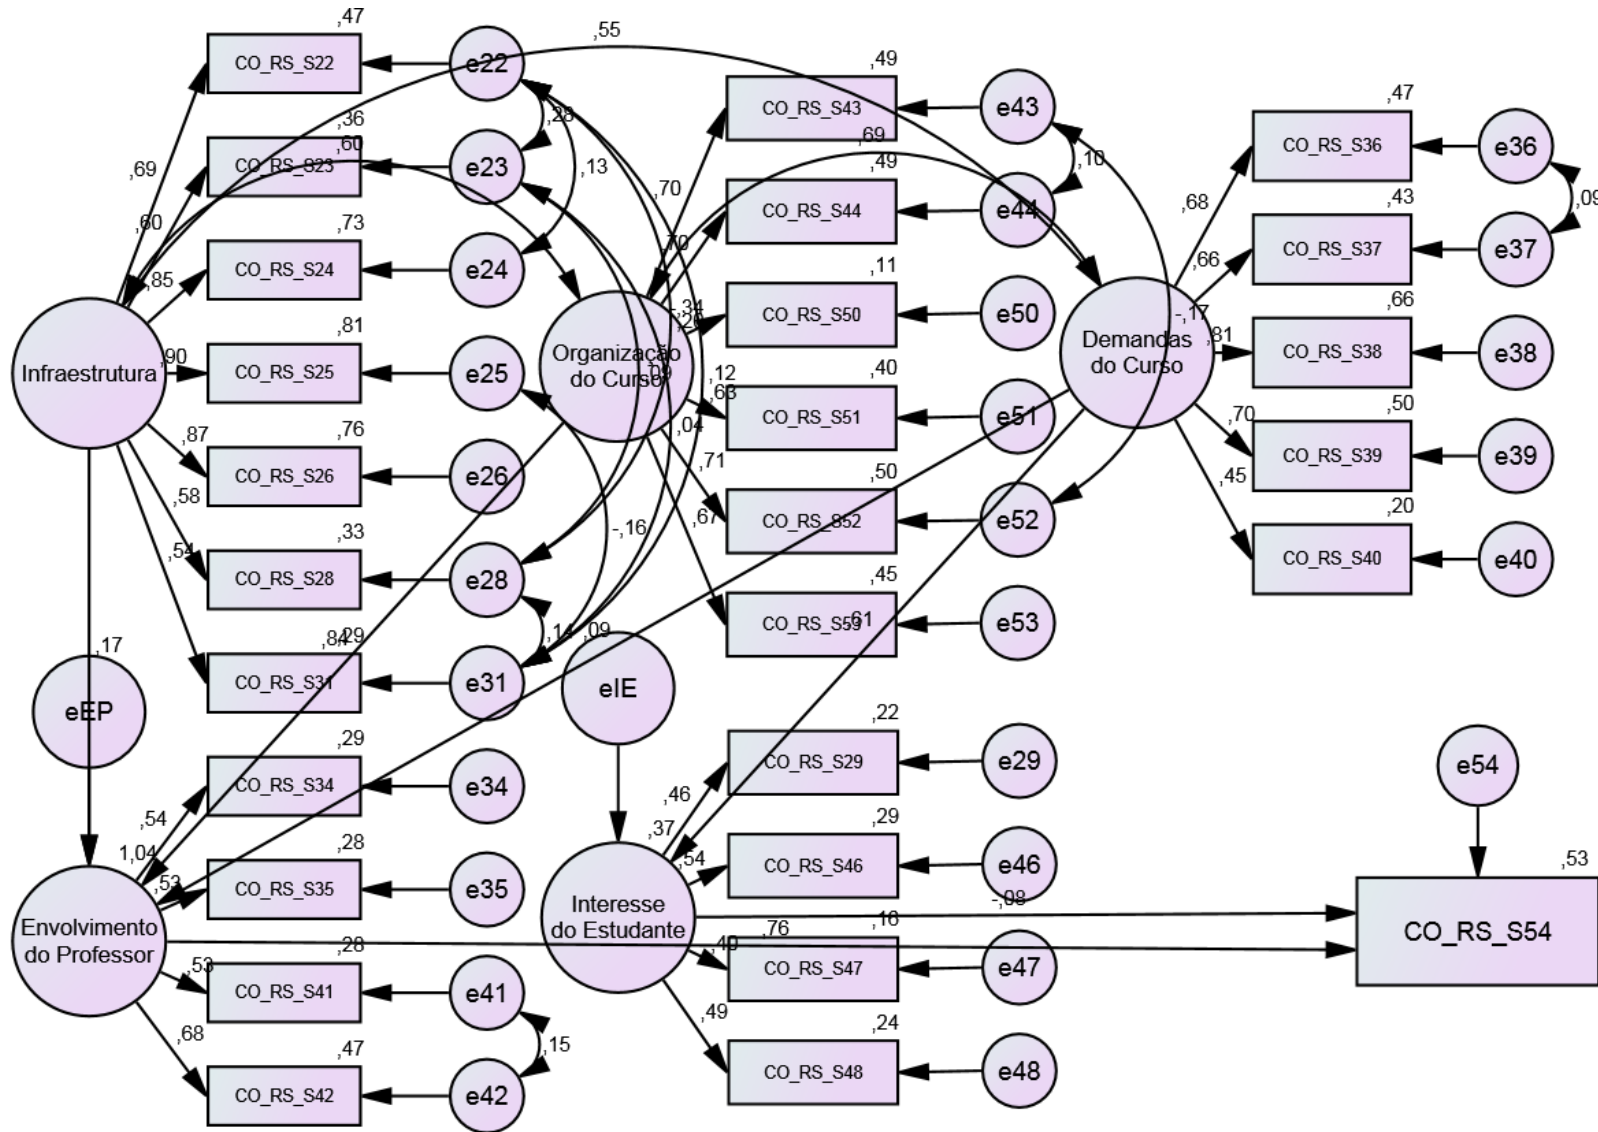 ,47
CO_RS_S22
e22
,55
,49
CO_RS_S43
e43
,47
CO_RS_S36
e36
,36
,60
CO_RS_S23
e23
,28
,13
,69
,69
,60
,49
CO_RS_S44
e44
,10
,70
,70
,68
,43
CO_RS_S37
e37
,09
,66
,73
CO_RS_S24
e24
,85
,11
CO_RS_S50
e50
-,34
-,17
,81
,66
CO_RS_S38
e38
,81
CO_RS_S25
e25
,90
Infraestrutura
Organização
do Curso
,09
,12
,63
,40
CO_RS_S51
e51
Demandas
do Curso
,70
,50
CO_RS_S39
e39
,87
,76
CO_RS_S26
e26
,04
,71
,50
CO_RS_S52
e52
,67
,45
,20
CO_RS_S40
e40
,58
,54
-,16
,33
CO_RS_S28
e28
,14
,09
,45
CO_RS_S53
e53
,61
,17
,84
,29
CO_RS_S31
e31
eEP
eIE
,29
CO_RS_S34
e34
,54
1,04
,53
,28
CO_RS_S35
e35
,22
CO_RS_S29
e29
,46
,37
,54
,29
CO_RS_S46
e46
e54
,53
CO_RS_S54
-,08
Envolvimento
do Professor
Interesse
do Estudante
,76
,16
,40
CO_RS_S47
e47
,28
,53
CO_RS_S41
e41
,15
,68
,47
CO_RS_S42
e42
,49
,24
CO_RS_S48
e48